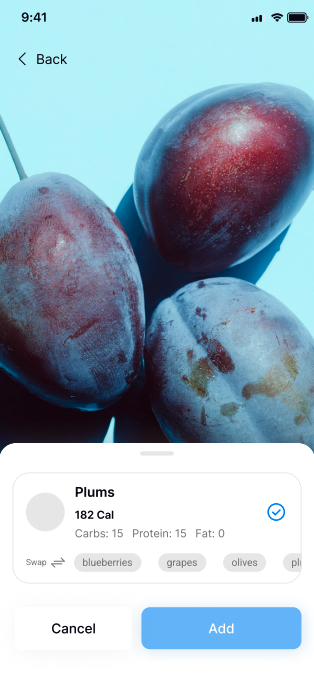 9:41
Back
Plums
182 Cal
Carbs: 15 Protein: 15 Fat: 0
Swap blueberries grapes olives
Cancel Add